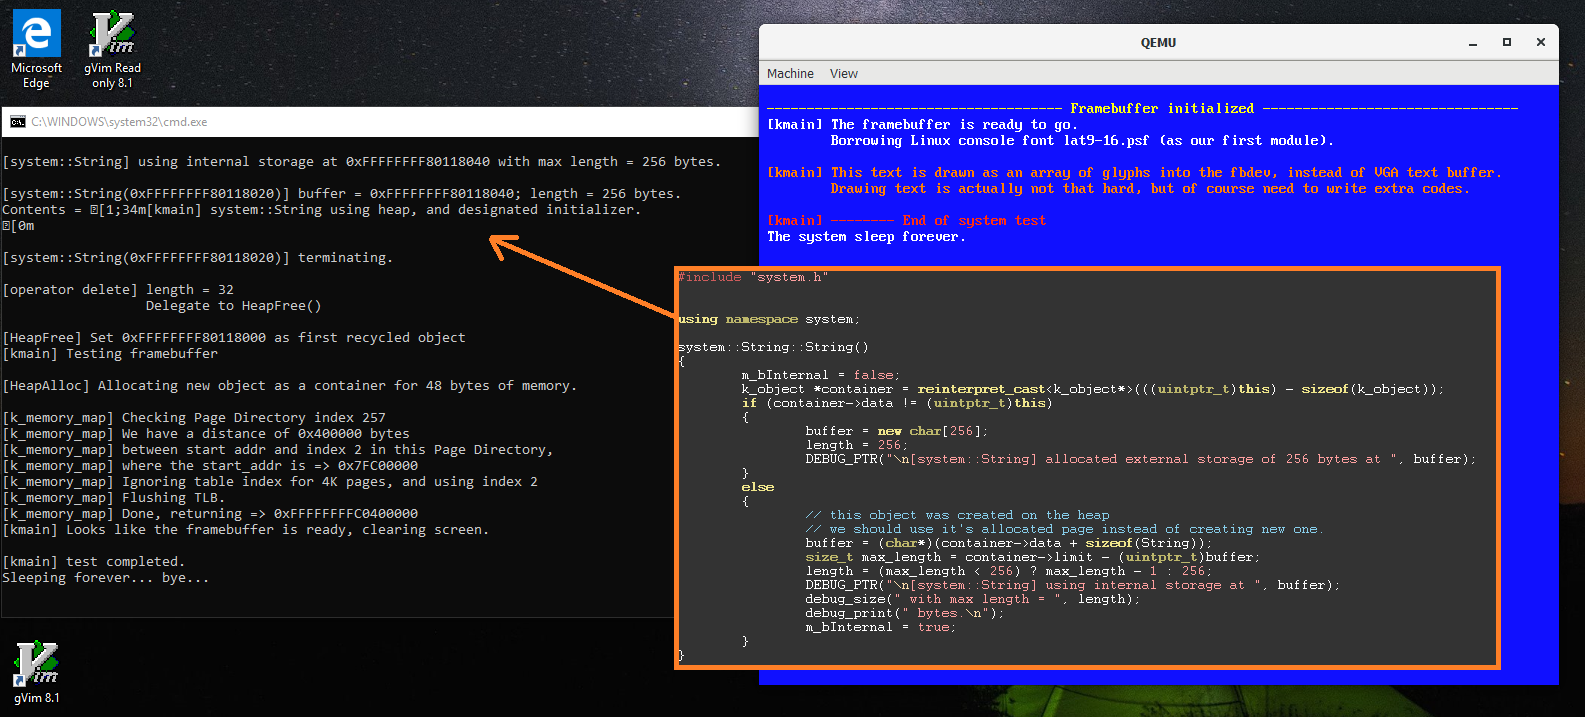 Microsoft
Edge
gVim Read
only 8.1
C:\WINDOWS\system32\cmd.exe
[system::String] using internal storage at 0xFFFFFFFF80118040 with max length = 256 bytes.
[system::String(0xFFFFFFFF80118020)] buffer = 0xFFFFFFFF80118040; length = 256 bytes.
Contents = [1;34m[kmain] system::String using heap, and designated initializer.
[0m
[system::String(0xFFFFFFFF80118020)] terminating.
[operator delete] length = 32
Delegate to HeapFree()
[HeapFree] Set 0xFFFFFFFF80118000 as first recycled object
[kmain] Testing framebuffer
[HeapAlloc] Allocating new object as a container for 48 bytes of memory.
[k_memory_map] Checking Page Directory index 257
[k_memory_map] We have a distance of 0x400000 bytes
[k_memory_map] between start addr and index 2 in this Page Directory,
[k_memory_map] where the start_addr is => 0x7FC00000
[k_memory_map] Ignoring table index for 4K pages, and using index 2
[k_memory_map] Flushing TLB.
[k_memory_map] Done, returning => 0xFFFFFFFFC0400000
[kmain] Looks like the framebuffer is ready, clearing screen.
[kmain] test completed.
Sleeping forever... bye...
gVim 8.1
QEMU
Machine View
------------------------------------- Framebuffer initialized --------------------------------
[kmain] The framebuffer is ready to go.
Borrowing Linux console font lat9-16.psf (as our first module).
[kmain] This text is drawn as an array of glyphs into the fbdev, instead of VGA text buffer.
Drawing text is actually not that hard, but of course need to write extra codes.
[kmain] -------- End of system test
The system sleep forever.
#include "system.h"
using namespace system;
system::String::String()
{
m_bInternal = false;
k_object *container = reinterpret_cast<k_object*>(((uintptr_t)this) - sizeof(k_object));
if (container->data != (uintptr_t)this)
{
buffer = new char[256];
length = 256;
DEBUG_PTR("\n[system::String] allocated external storage of 256 bytes at ", buffer);
}
else
{
// this object was created on the heap
// we should use it's allocated page instead of creating new one.
buffer = (char*)(container->data + sizeof(String));
size_t max_length = container->limit - (uintptr_t)buffer;
length = (max_length < 256) ? max_length - 1 : 256;
DEBUG_PTR("\n[system::String] using internal storage at ", buffer);
debug_size(" with max length = ", length);
debug_print(" bytes.\n");
m_bInternal = true;
}
}